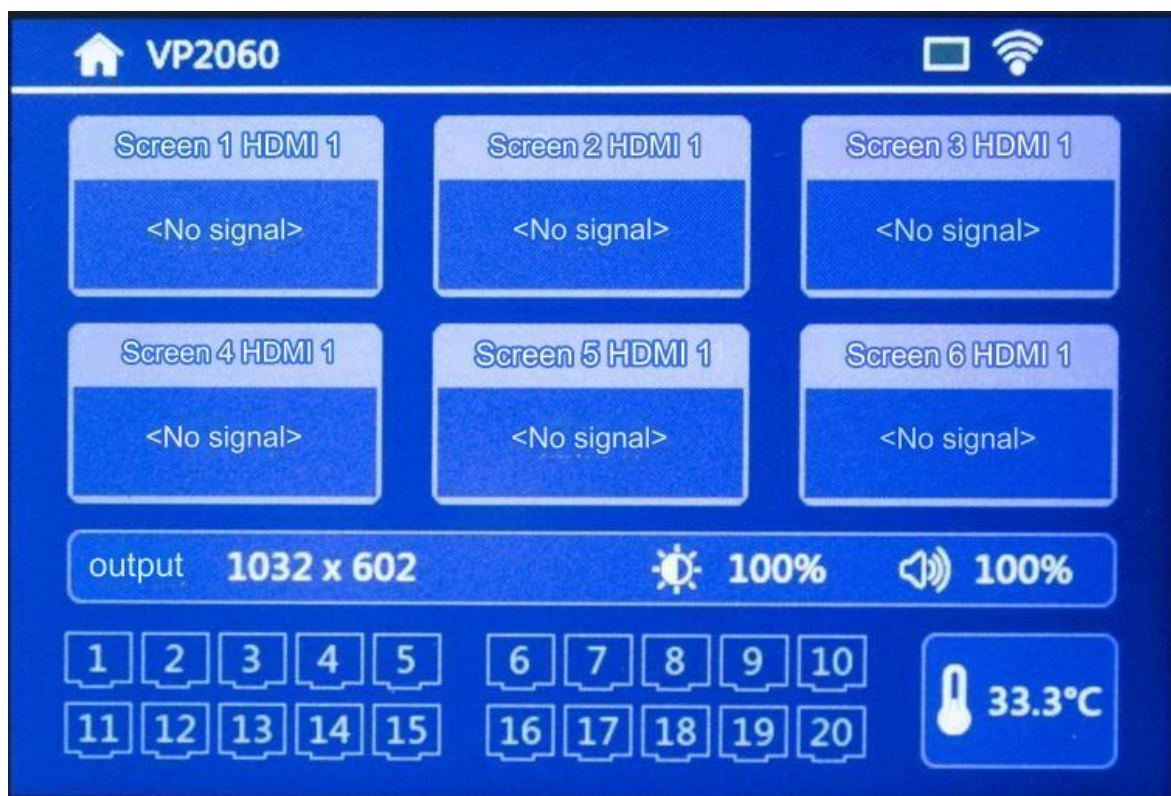 VP2060
Screen 1 HDMI 1
Screen 2 HDMI 1
Screen 3 HDMI 1
<No signal>
<No signal>
<No signal>
Screen 4 HDMI 1
Screen 5 HDMI 1
Screen 6 HDMI 1
<No signal>
<No signal>
<No signal>
output 1032 x 602 100% 100%
1 2 3 4 5 6 7 8 9 10
11 12 13 14 15 16 17 18 19 20
33.3°C